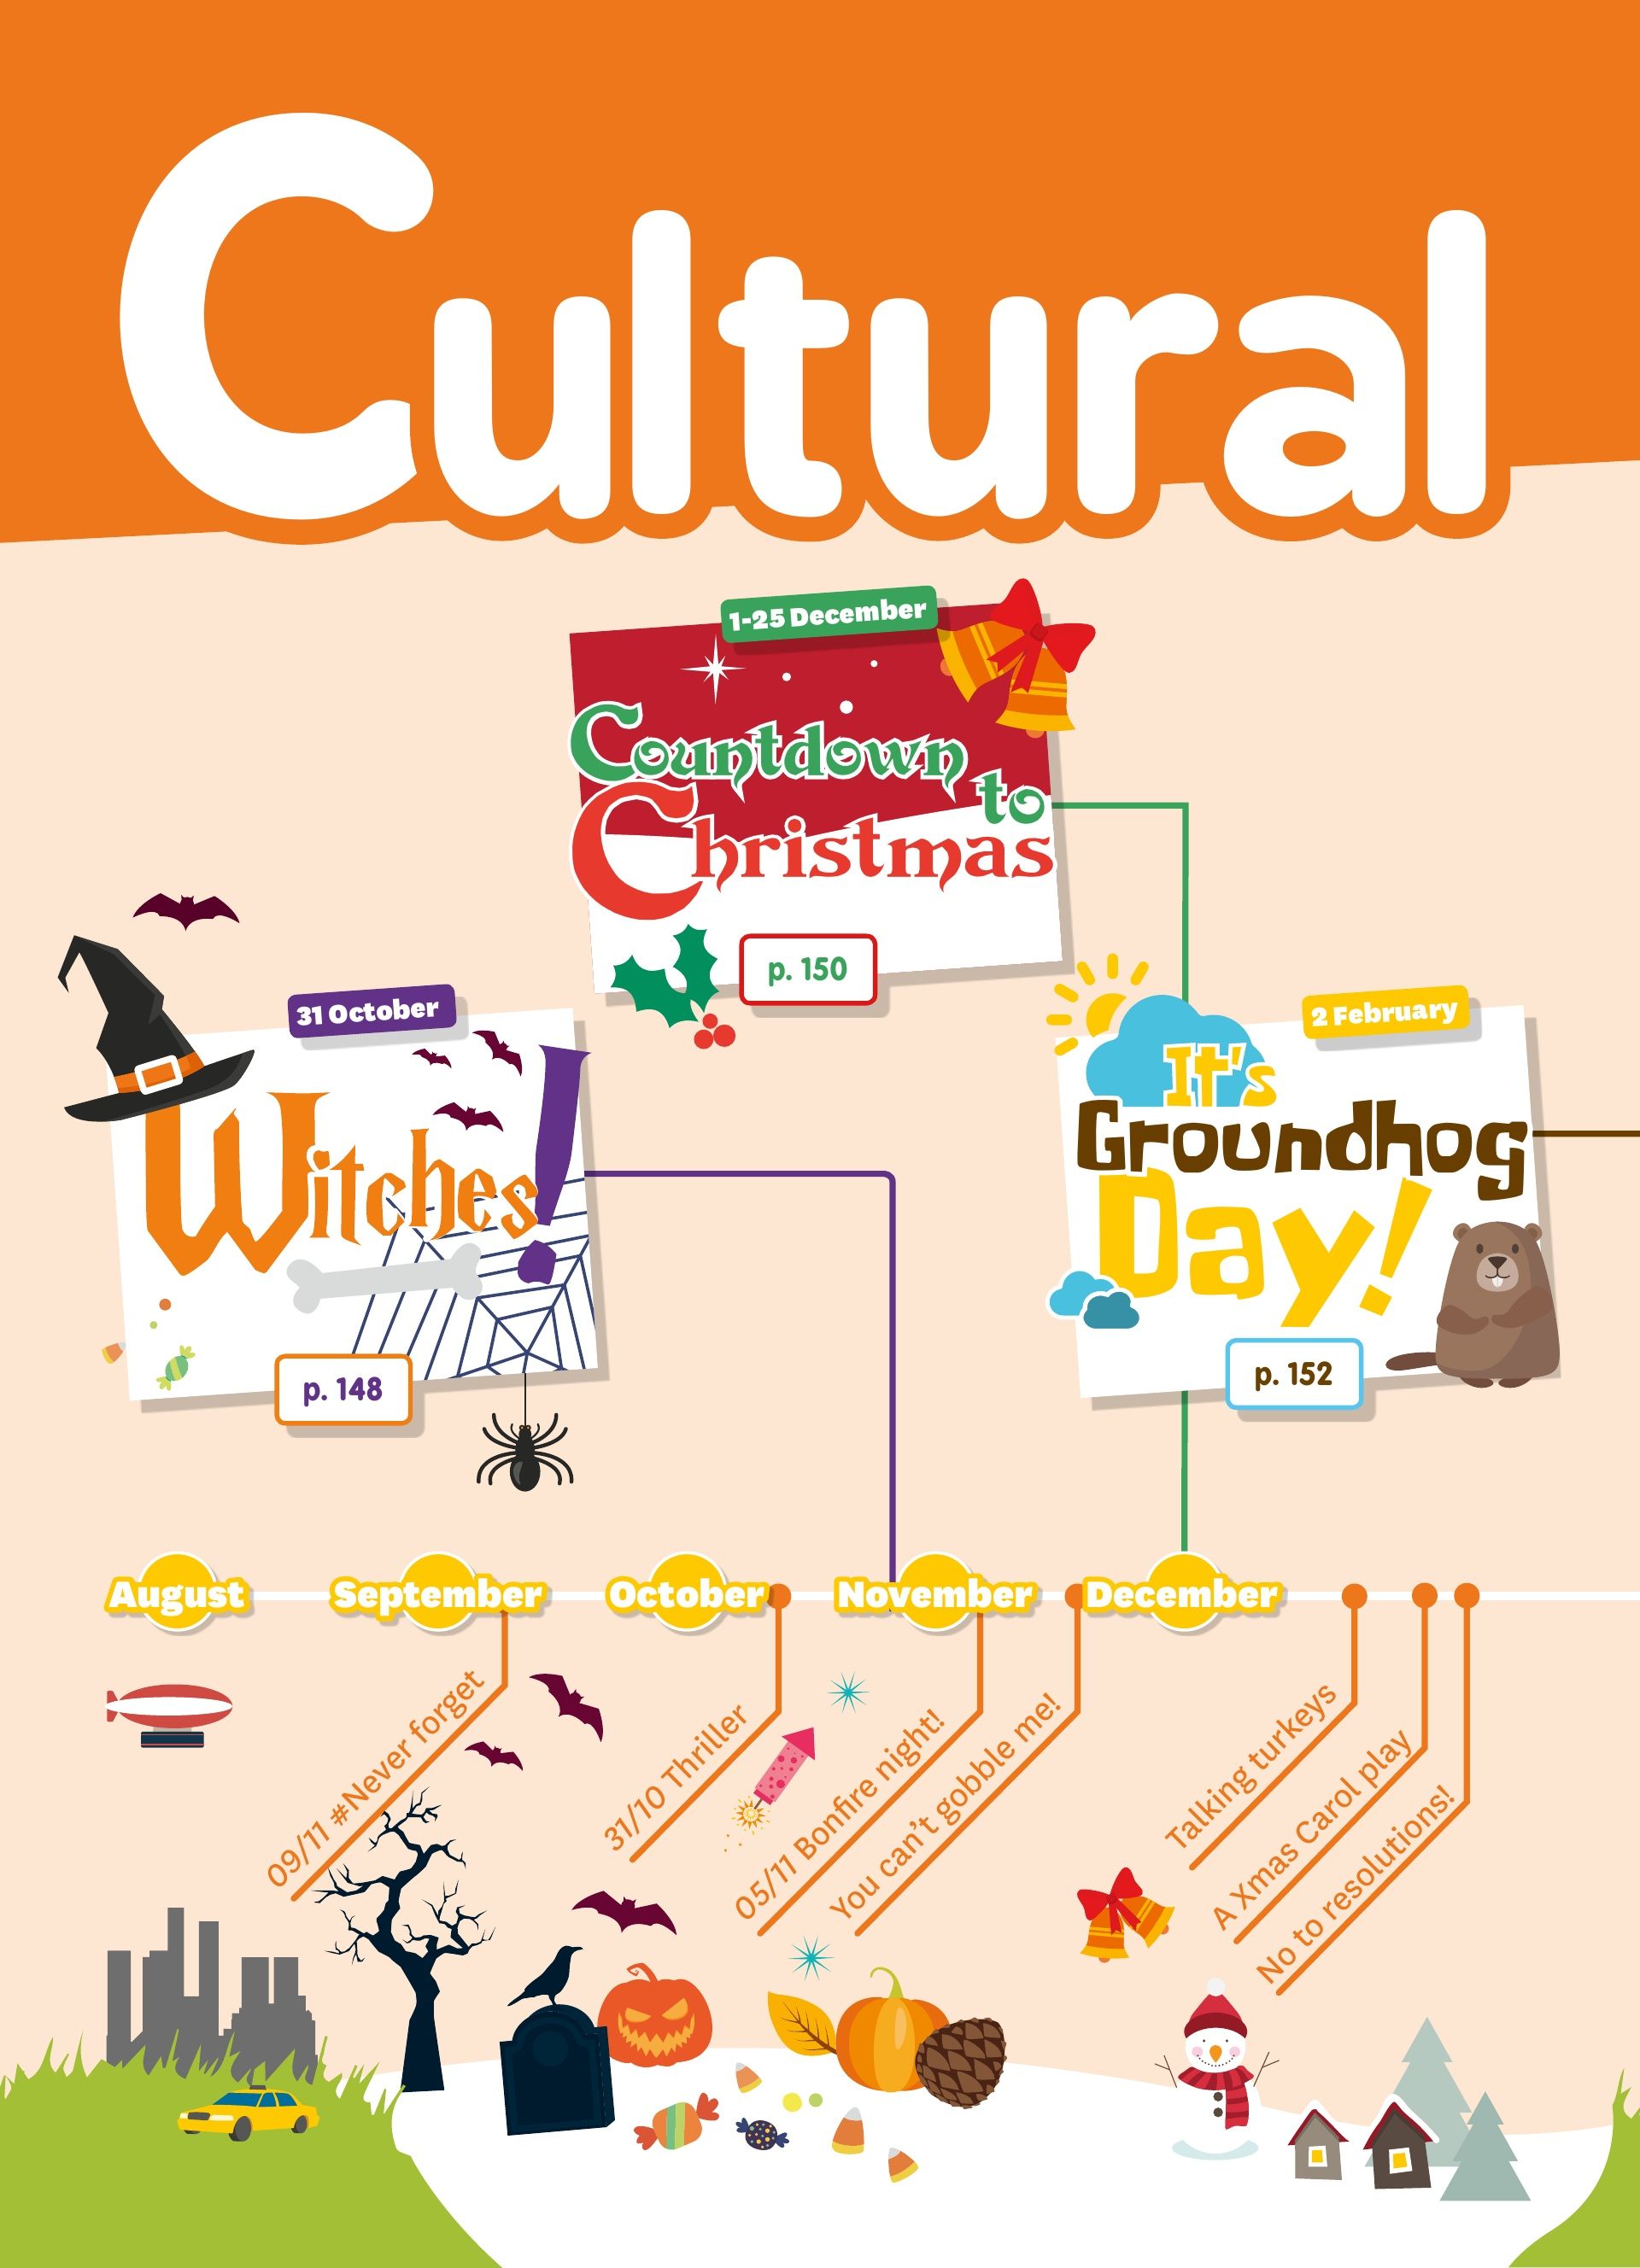 Cultural
1-25 December
Countdown
to
Christmas
p. 150
31 October
Witches!
p. 148
2 February
It's
Groundhog
Day!
p. 152
August
September
October
November
December
09/11 #Never forget
31/10 Thriller
05/11 Bonfire night!
You can't gobble me!
Talking turkeys
A Xmas Carol play
No to resolutions!